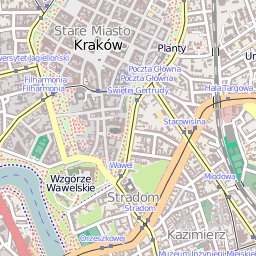 Stare Miasto
Kraków
Planty
Poczta Główna
Poczta Główna
Filharmonia
Filharmonia
Świętej Gertrudy
Hala Targowa
Starowiślna
Wawel
Wzgórze
Wawelskie
Miodowa
Stradom
Stradom
Orzeszkowej
Kazimierz